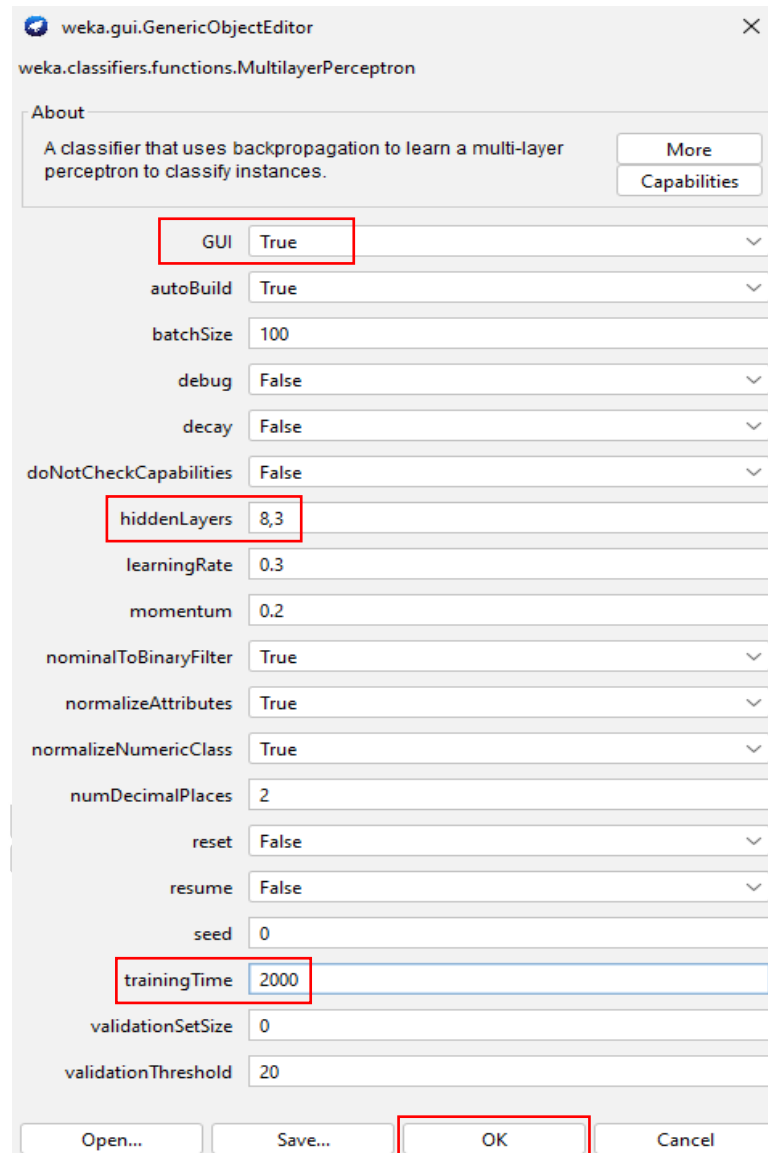 weka.gui.GenericObjectEditor
weka.classifiers.functions.MultilayerPerceptron
About
A classifier that uses backpropagation to learn a multi-layer
perceptron to classify instances.
More
Capabilities
GUI True
autoBuild True
batchSize 100
debug False
decay False
doNotCheckCapabilities False
hiddenLayers 8,3
learningRate 0.3
momentum 0.2
nominalToBinaryFilter True
normalizeAttributes True
normalizeNumericClass True
numDecimalPlaces 2
reset False
resume False
seed 0
trainingTime 2000
validationSetSize 0
validationThreshold 20
Open... Save... OK Cancel